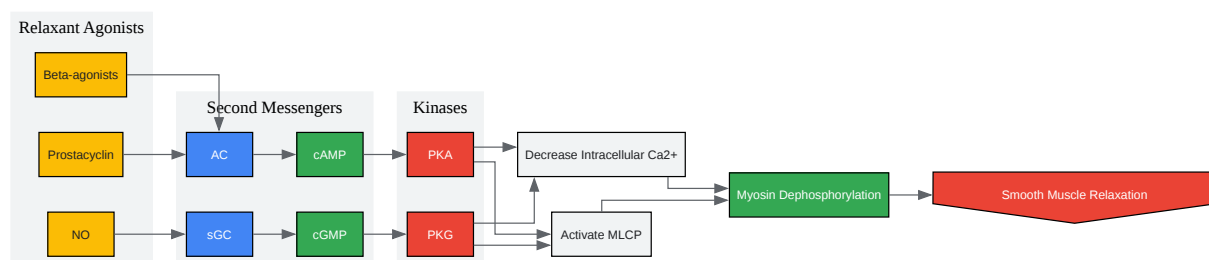 Relaxant Agonists
Beta-agonists
Second Messengers
Kinases
Prostacyclin
AC
cAMP
PKA
Decrease Intracellular Ca2+
Myosin Dephosphorylation
Smooth Muscle Relaxation
NO
sGC
cGMP
PKG
Activate MLCP